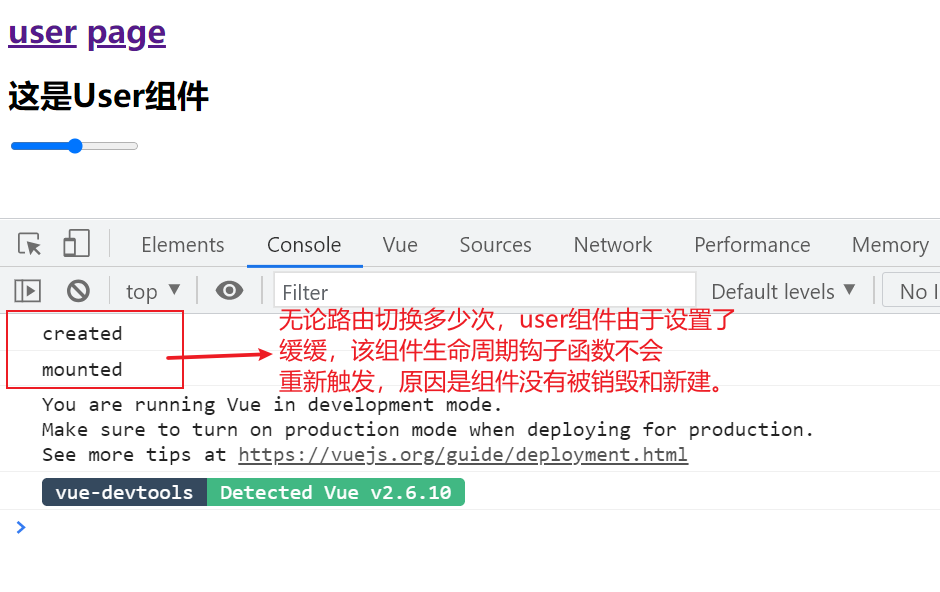 user page
这是User组件
Elements Console Vue Sources Network Performance Memory
top ▼ Filter Default levels ▼ No I
created
mounted
无论路由切换多少次，user组件由于设置了
缓缓，该组件生命周期钩子函数不会
重新触发，原因是组件没有被销毁和新建。
You are running Vue in development mode.
Make sure to turn on production mode when deploying for production.
See more tips at https://vuejs.org/guide/deployment.html
vue-devtools Detected Vue v2.6.10